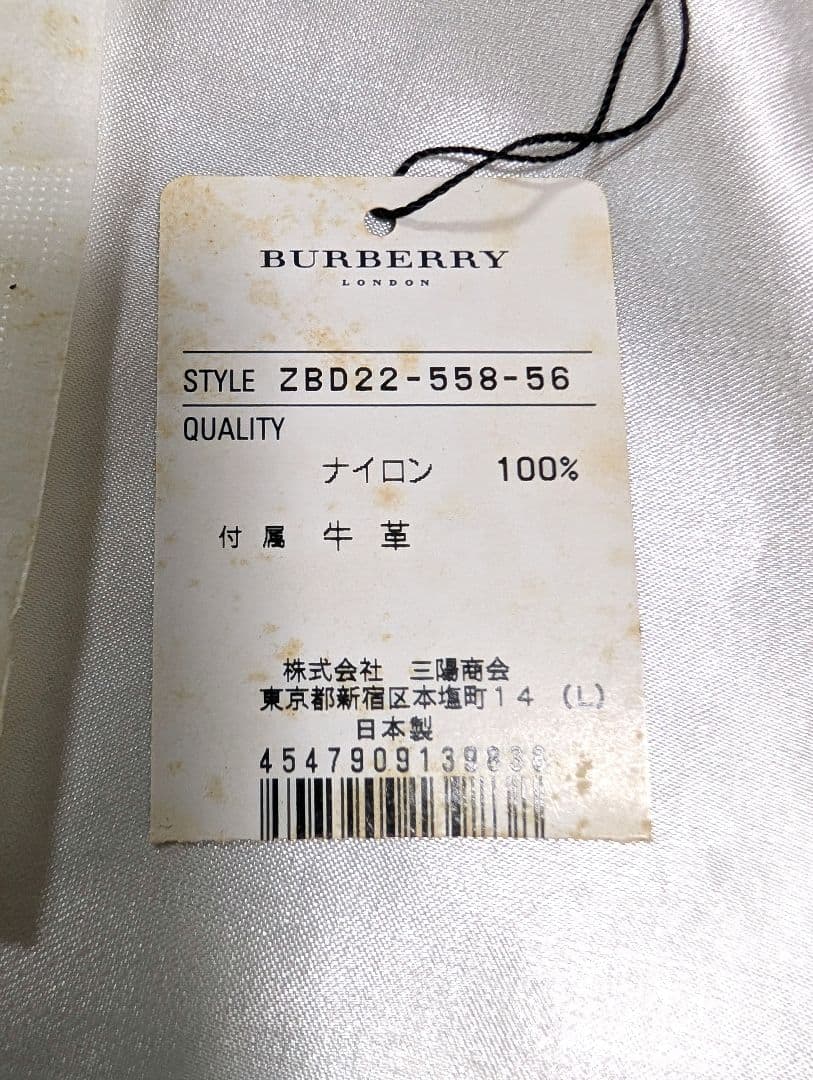 BURBERRY
LONDON
STYLE ZBD22-558-56
QUALITY
ナイロン 100%
付属 牛革
株式会社 三陽商会
東京都新宿区本塩町14 (L)
日本製